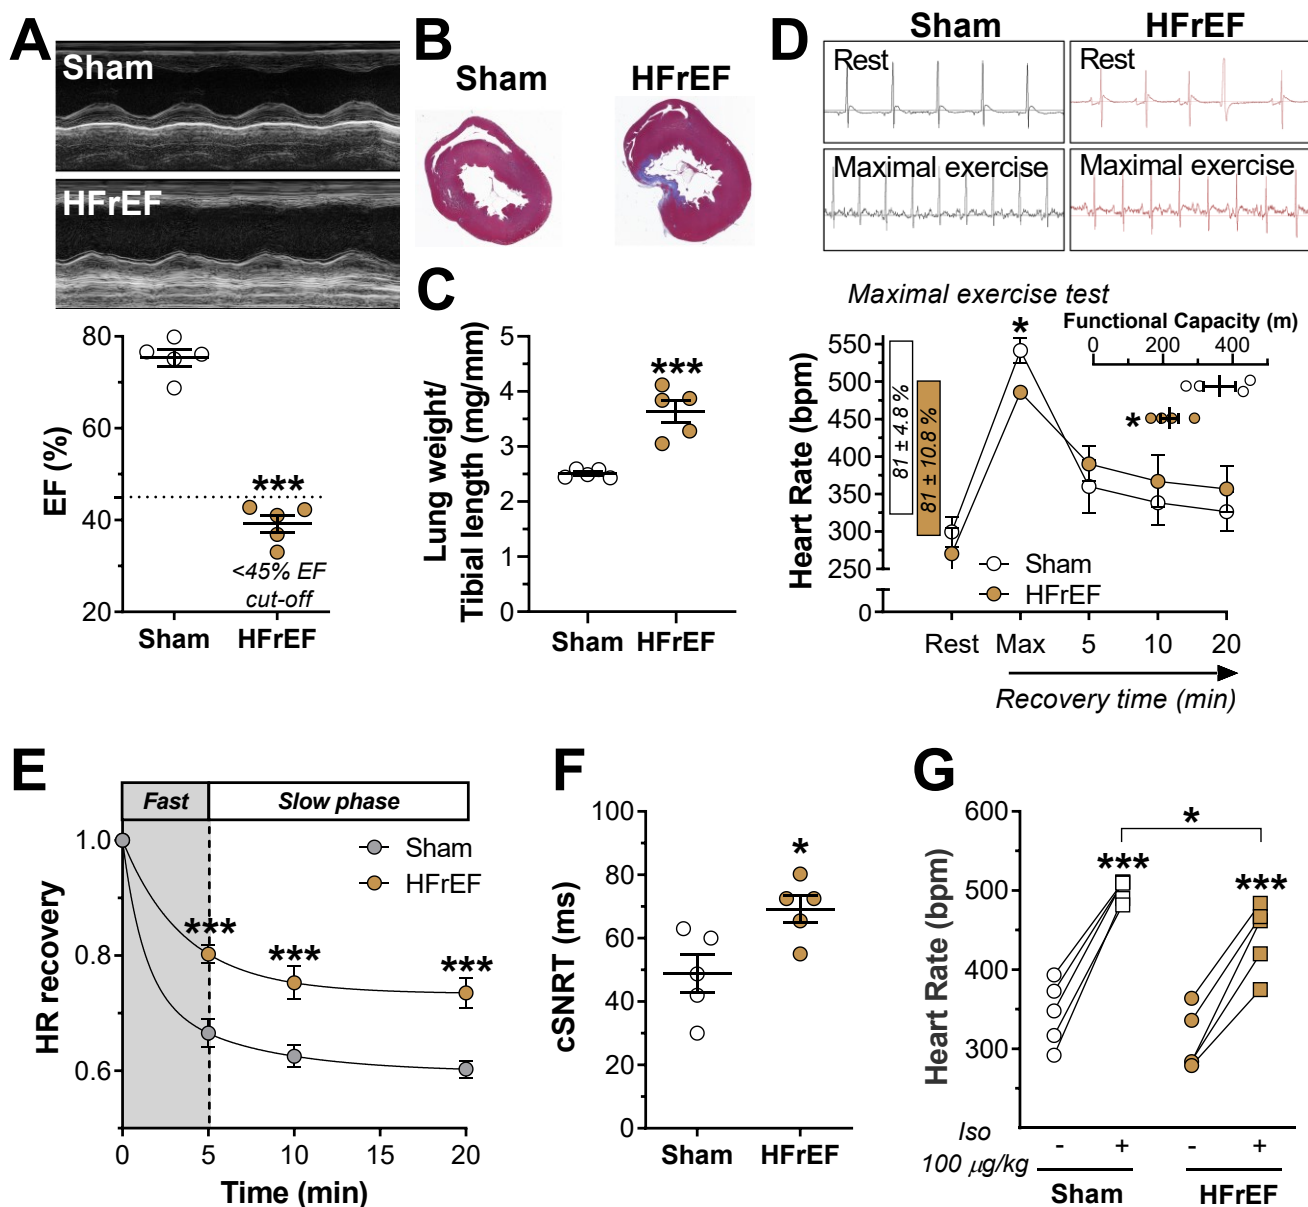 A
Sham
HFrEF
80
60
40
20
EF (%)
***
<45% EF
cut-off
Sham
HFrEF
B
Sham
HFrEF
C
Lung weight/
Tibial length (mg/mm)
5
4
3
2
1
0
***
Sham
HFrEF
D
Sham
HFrEF
Rest
Rest
Maximal exercise
Maximal exercise
Maximal exercise test
Functional Capacity (m)
0
200
400
*
*
Heart Rate (bpm)
550
500
450
400
350
300
250
0
81 ± 4.8 %
81 ± 10.8 %
Sham
HFrEF
Rest
Max
5
10
20
Recovery time (min)
E
Fast
Slow phase
HR recovery
1.0
0.8
0.6
Sham
HFrEF
***
***
***
0
5
10
15
20
Time (min)
F
cSNRT (ms)
100
80
60
40
20
0
*
Sham
HFrEF
G
Heart Rate (bpm)
600
500
400
300
*
***
***
Iso
100 µg/kg
-
+
-
+
Sham
HFrEF